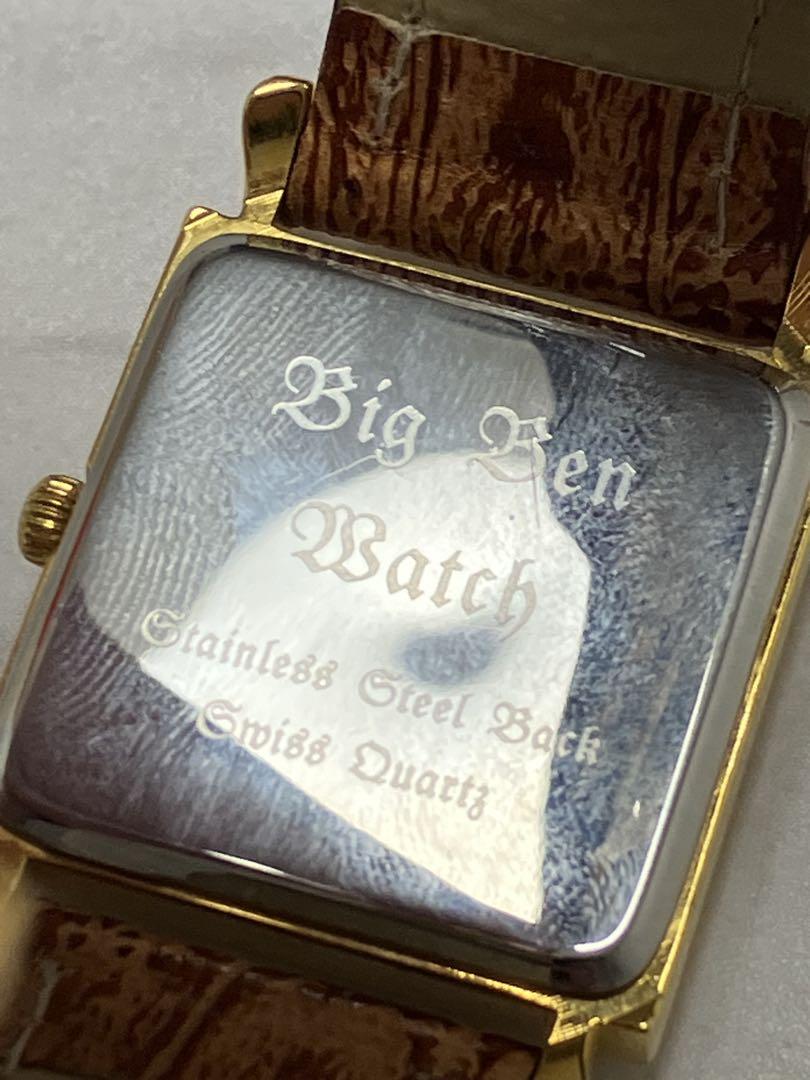 Big Ben
Watch
Stainless Steel Back
Swiss Quartz